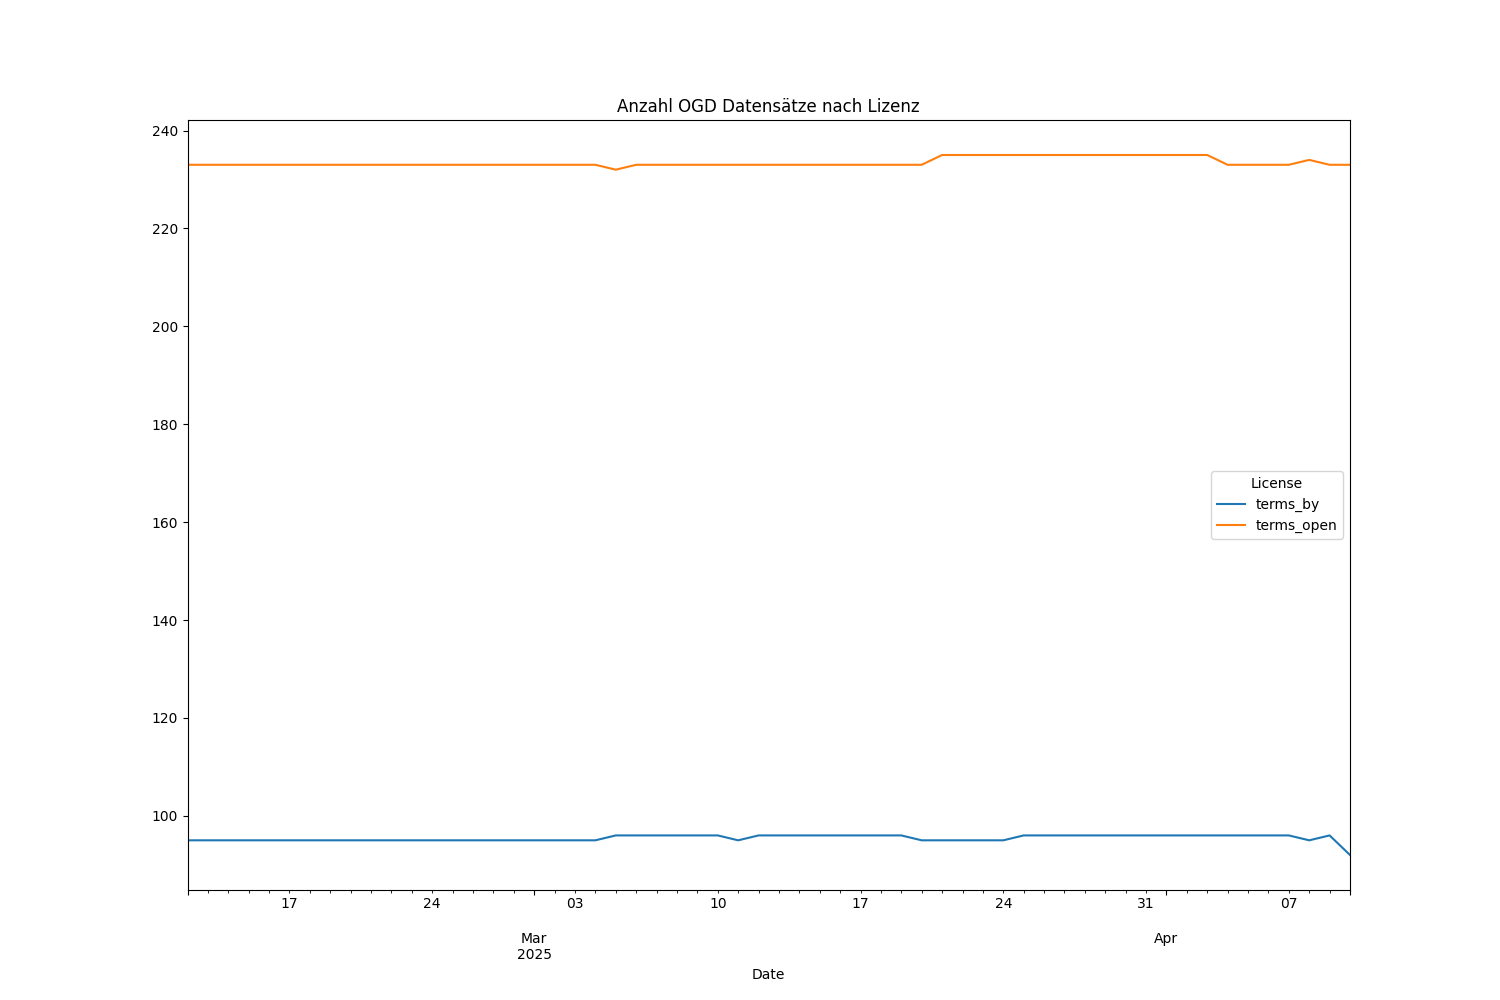 Anzahl OGD Datensätze nach Lizenz
240
220
200
180
160
140
120
100
License
terms_by
terms_open
17 24 03 10 17 24 31 07
Mar Apr
2025
Date